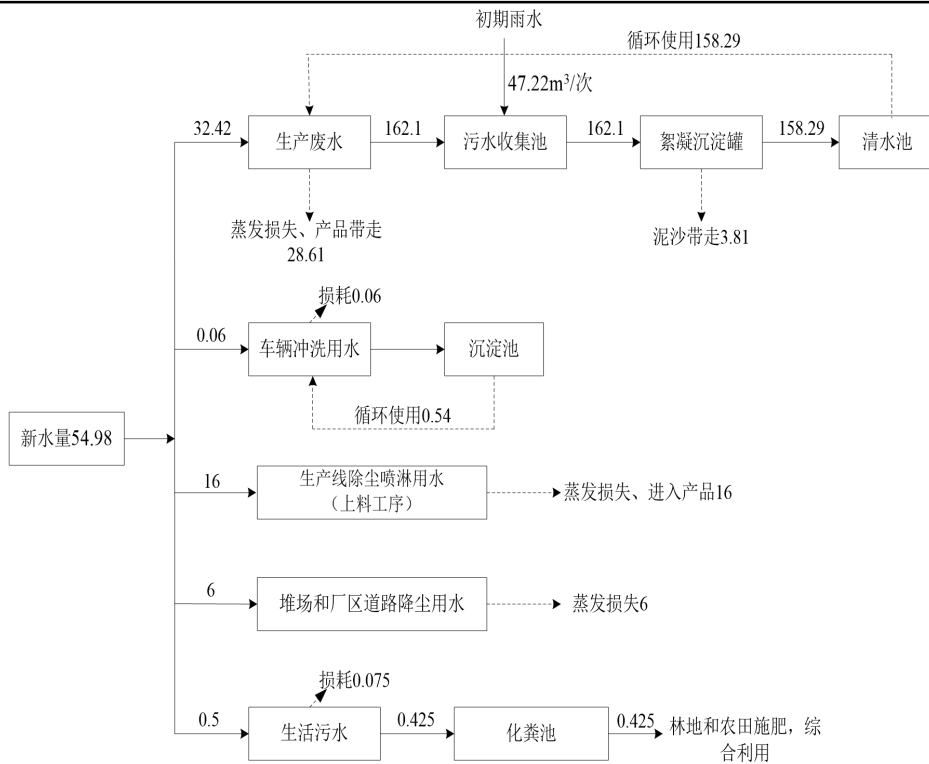 初期雨水
循环使用158.29
47.22m³/次
32.42
生产废水
162.1
污水收集池
162.1
絮凝沉淀罐
158.29
清水池
蒸发损失、产品带走
28.61
泥沙带走3.81
损耗0.06
0.06
车辆冲洗用水
沉淀池
循环使用0.54
新水量54.98
16
生产线除尘喷淋用水
（上料工序）
蒸发损失、进入产品16
6
堆场和厂区道路降尘用水
蒸发损失6
损耗0.075
0.5
生活污水
0.425
化粪池
0.425
林地和农田施肥，综
合利用